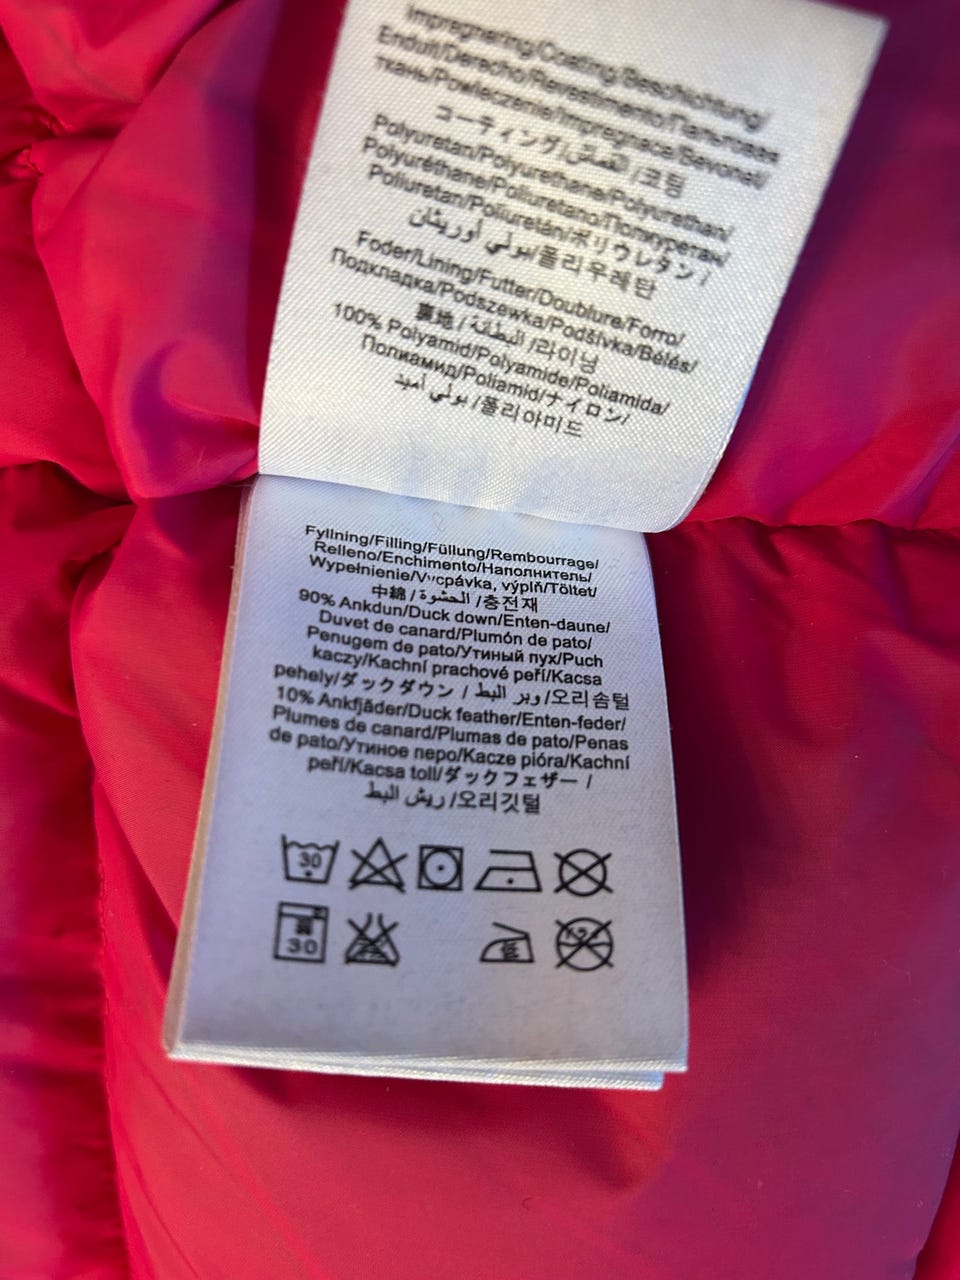 Impregnering/Coating/Beschichtung/
Enduit/Derecho/Revestimento/Пальтовая
ткань/Powleczenie/Impregnace/Bevonat/
コーティング/القماش/코팅
Polyuretan/Polyurethane/Polyurethan/
Polyuréthane/Poliuretano/Полиуретан/
Poliuretan/Poliuretán/ポリウレタン/
بولي أوريثان/폴리우레탄
Foder/Lining/Futter/Doublure/Forro/
Подкладка/Podszewka/Podšívka/Bélés/
裏地/البطانة/라이닝
100% Polyamid/Polyamide/Poliamida/
Полиамид/Poliamid/ナイロン/
بولي أميد/폴리아미드
Fyllning/Filling/Füllung/Rembourrage/
Relleno/Enchimento/Наполнитель/
Wypełnienie/Vycpávka, výplň/Töltet/
中綿/الحشوة/충전재
90% Ankdun/Duck down/Enten-daune/
Duvet de canard/Plumón de pato/
Penugem de pato/Утиный пух/Puch
kaczy/Kachní prachové peří/Kacsa
pehely/ダックダウン/وبر البط/오리솜털
10% Ankfjäder/Duck feather/Enten-feder/
Plumes de canard/Plumas de pato/Penas
de pato/Утиное перо/Kacze pióra/Kachní
peří/Kacsa toll/ダックフェザー/
ريش البط/오리깃털
30
30